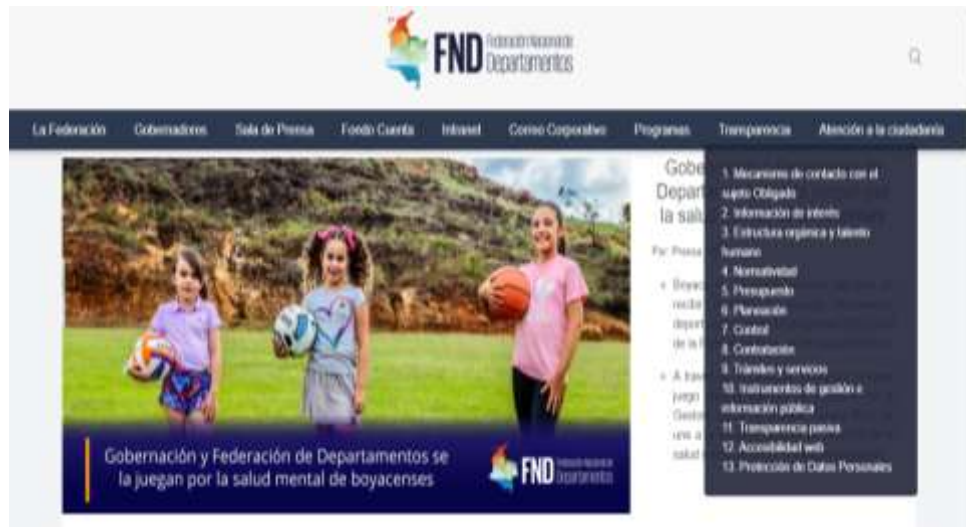 FND Federación Nacional de
Departamentos
La Federación Gobernadores Sala de Prensa Fondo Cuenta Intranet Correo Corporativo Programas Transparencia Atención a la ciudadanía
1. Mecanismo de contacto con el
sujeto Obligado
2. Información de interés
3. Estructura orgánica y talento
humano
4. Normatividad
5. Presupuesto
6. Planeación
7. Control
8. Contratación
9. Trámites y servicios
10. Instrumentos de gestión e
información pública
11. Transparencia pasiva
12. Accesibilidad web
13. Protección de Datos Personales
Gobe
Depart
la salu
Por: Prensa
Gobernación y Federación de Departamentos se
la juegan por la salud mental de boyacenses
FND Federación Nacional de
Departamentos